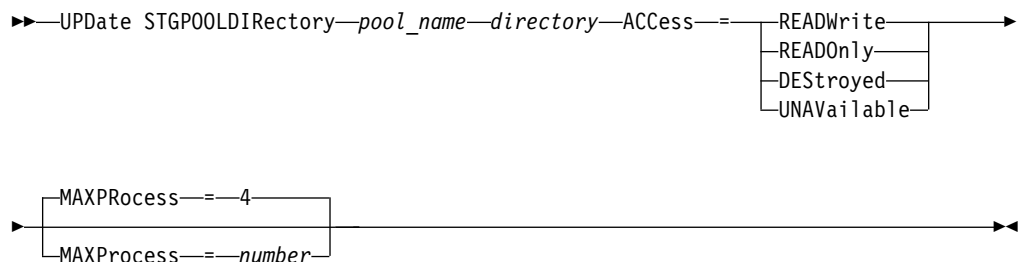 UPDate STGPOOLDIRectory pool_name directory ACCess = READWrite
READOnly
DEStroyed
UNAVailable
MAXPRocess = 4
MAXProcess = number